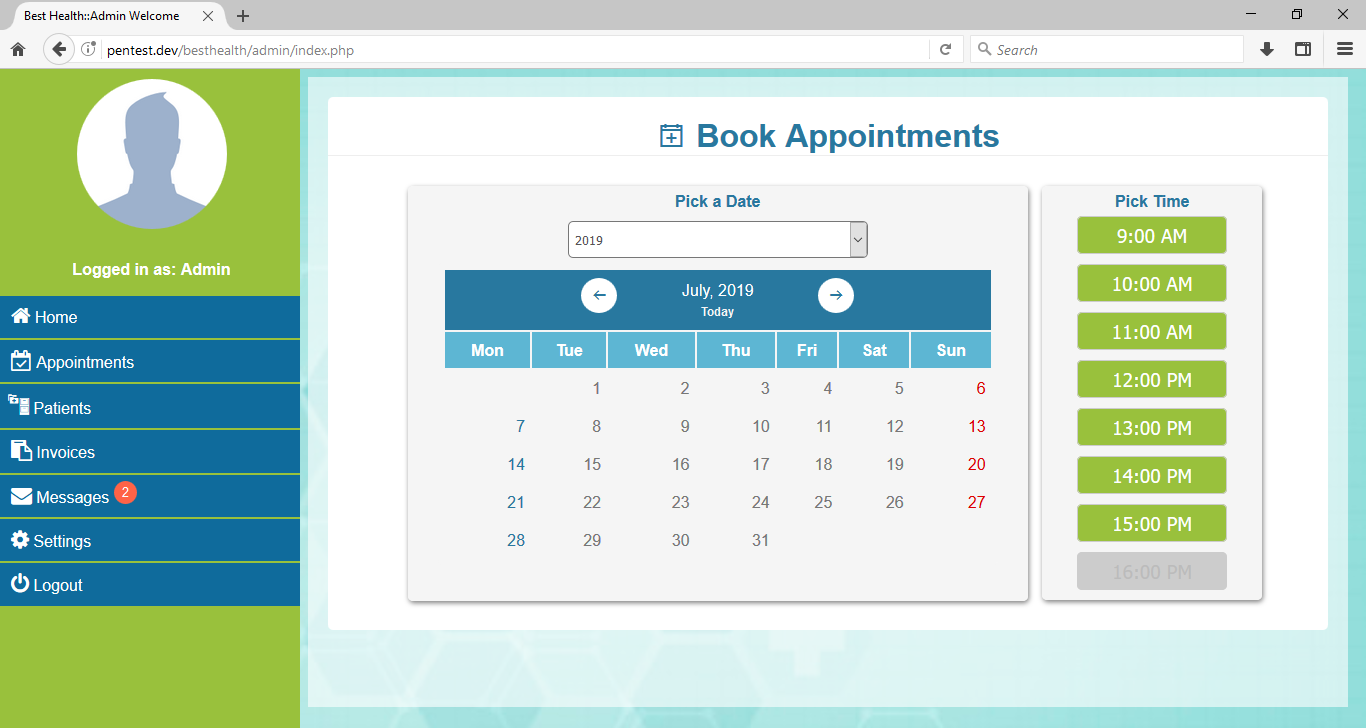 Best Health::Admin Welcome
pentest.dev/besthealth/admin/index.php
Search
Logged in as: Admin
Home
Appointments
Patients
Invoices
Messages 2
Settings
Logout
Book Appointments
Pick a Date
2019
July, 2019
Today
Mon Tue Wed Thu Fri Sat Sun
1 2 3 4 5 6
7 8 9 10 11 12 13
14 15 16 17 18 19 20
21 22 23 24 25 26 27
28 29 30 31
Pick Time
9:00 AM
10:00 AM
11:00 AM
12:00 PM
13:00 PM
14:00 PM
15:00 PM
16:00 PM